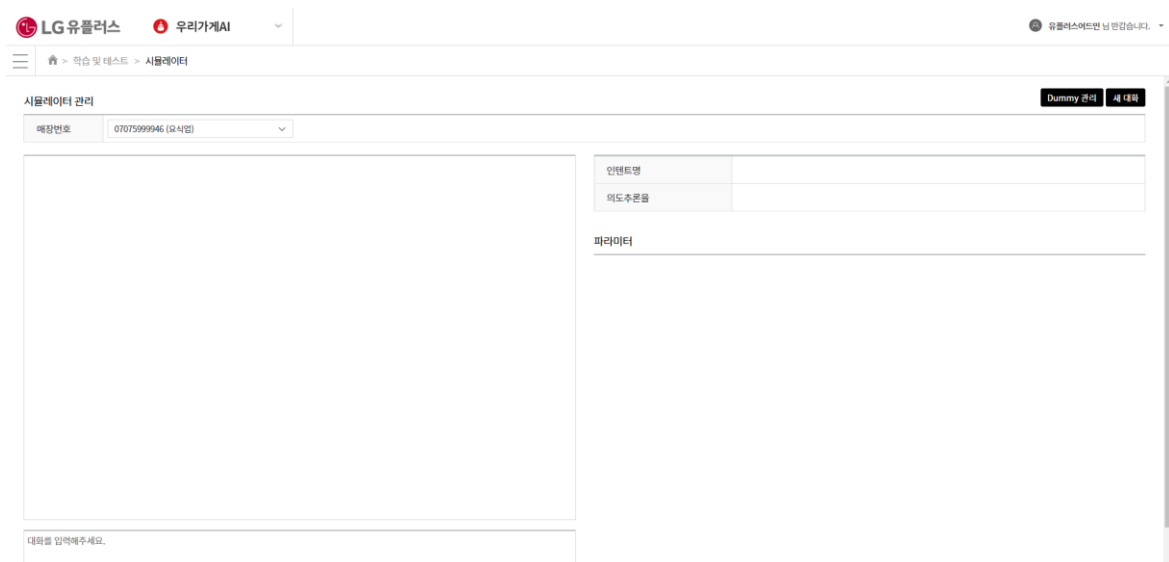 LG 유플러스 우리가게AI 유플러스어드민 님 반갑습니다.
> 학습 및 테스트 > 시뮬레이터
시뮬레이터 관리 Dummy 관리 새 대화
매장번호 07075999946 (요식업)
인텐트명
의도추론율
파라미터
대화를 입력해주세요.